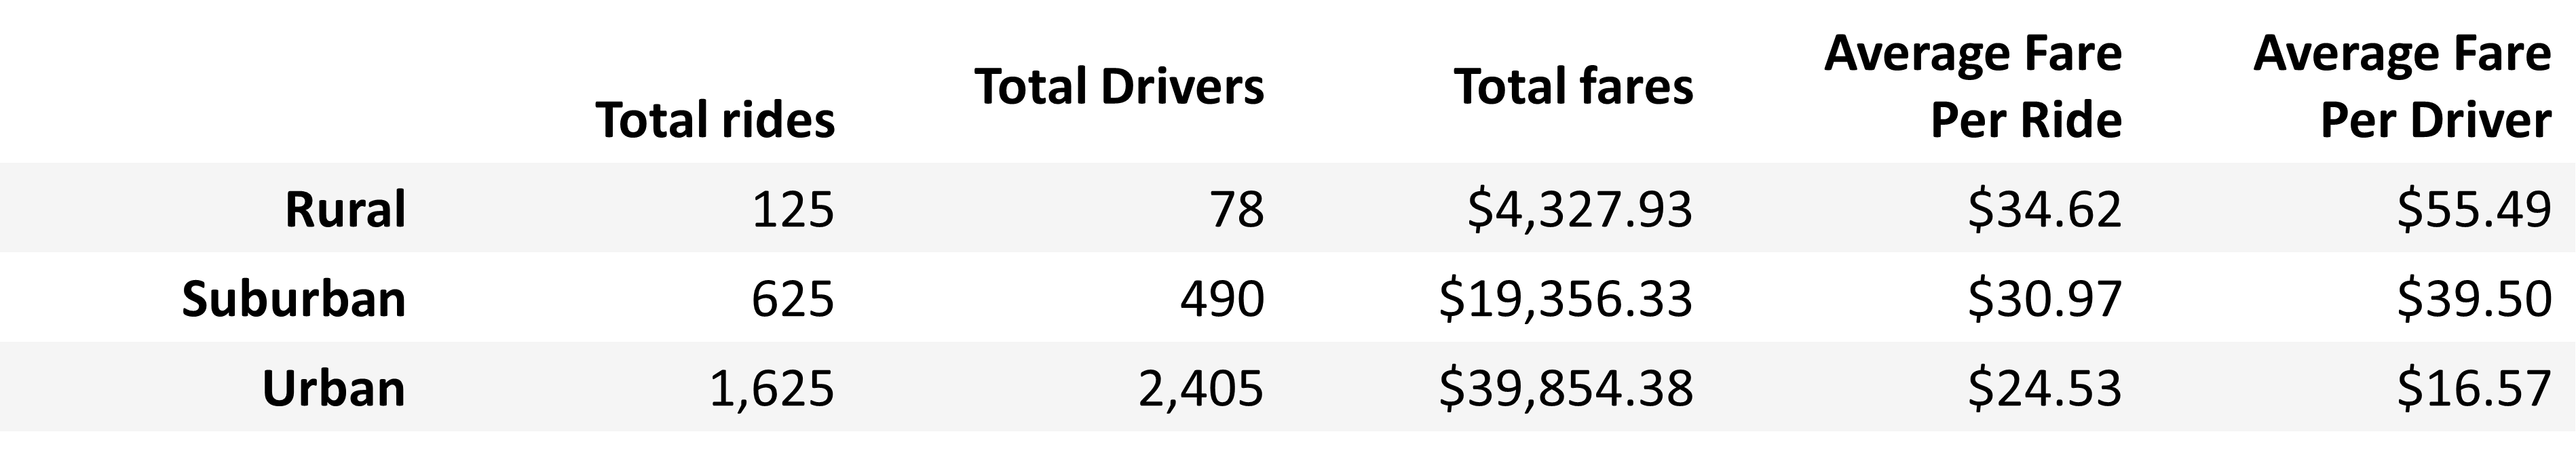 Total rides Total Drivers Total fares Average Fare Per Ride Average Fare Per Driver
Rural 125 78 $4,327.93 $34.62 $55.49
Suburban 625 490 $19,356.33 $30.97 $39.50
Urban 1,625 2,405 $39,854.38 $24.53 $16.57